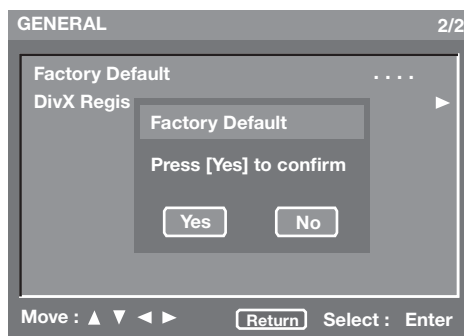 GENERAL 2/2
Factory Default ....
DivX Regis
Factory Default
Press [Yes] to confirm
Yes No
Move : ▲ ▼ ◄ ► Return Select : Enter